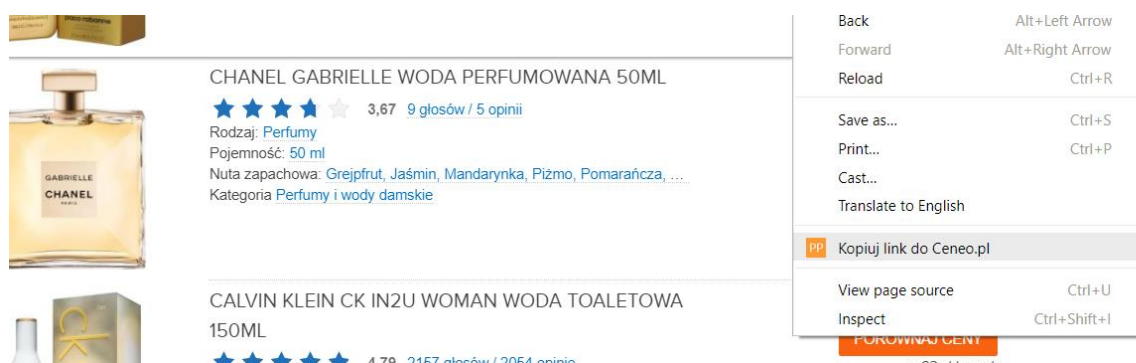 paco rabanne
CHANEL GABRIELLE WODA PERFUMOWANA 50ML
3,67 9 głosów / 5 opinii
Rodzaj: Perfumy
Pojemność: 50 ml
Nuta zapachowa: Grejpfrut, Jaśmin, Mandarynka, Piżmo, Pomarańcza, ...
Kategoria Perfumy i wody damskie
GABRIELLE
CHANEL
PARIS
CALVIN KLEIN CK IN2U WOMAN WODA TOALETOWA
150ML
4,79 2157 głosów / 2054 opinie
Back Alt+Left Arrow
Forward Alt+Right Arrow
Reload Ctrl+R
Save as... Ctrl+S
Print... Ctrl+P
Cast...
Translate to English
PP Kopiuj link do Ceneo.pl
View page source Ctrl+U
Inspect Ctrl+Shift+I
PORÓWNAJ CENY